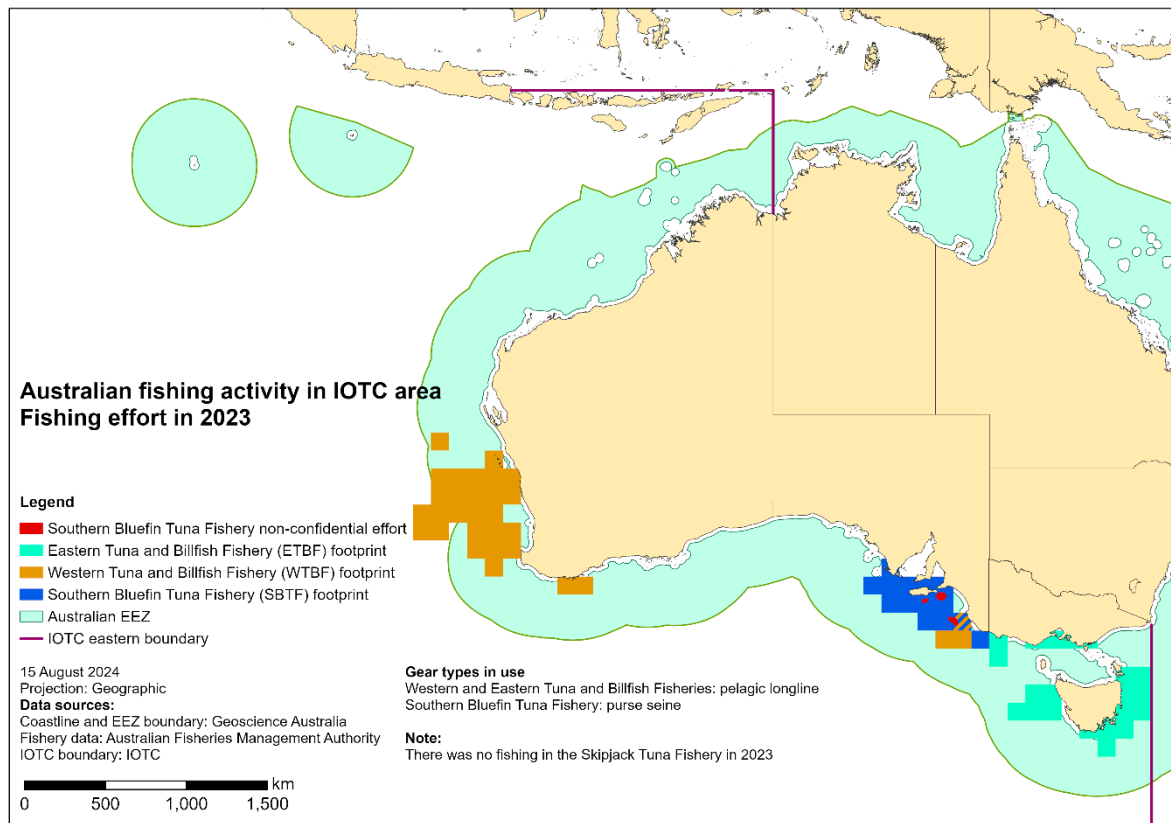 Australian fishing activity in IOTC area
Fishing effort in 2023
Legend
Southern Bluefin Tuna Fishery non-confidential effort
Eastern Tuna and Billfish Fishery (ETBF) footprint
Western Tuna and Billfish Fishery (WTBF) footprint
Southern Bluefin Tuna Fishery (SBTF) footprint
Australian EEZ
IOTC eastern boundary
15 August 2024
Projection: Geographic
Data sources:
Coastline and EEZ boundary: Geoscience Australia
Fishery data: Australian Fisheries Management Authority
IOTC boundary: IOTC
km
0 500 1,000 1,500
Gear types in use
Western and Eastern Tuna and Billfish Fisheries: pelagic longline
Southern Bluefin Tuna Fishery: purse seine
Note:
There was no fishing in the Skipjack Tuna Fishery in 2023